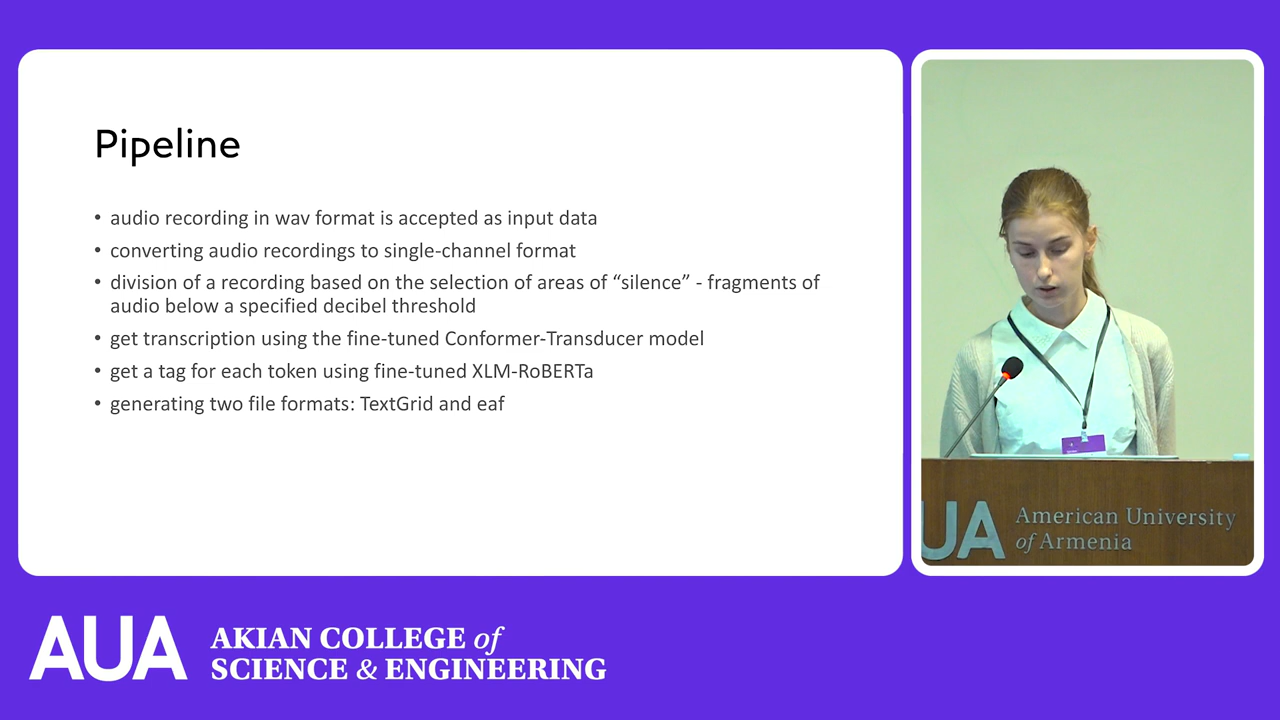 Pipeline
• audio recording in wav format is accepted as input data
• converting audio recordings to single-channel format
• division of a recording based on the selection of areas of “silence” - fragments of
audio below a specified decibel threshold
• get transcription using the fine-tuned Conformer-Transducer model
• get a tag for each token using fine-tuned XLM-RoBERTa
• generating two file formats: TextGrid and eaf
UA American University
of Armenia
AUA AKIAN COLLEGE of
SCIENCE & ENGINEERING